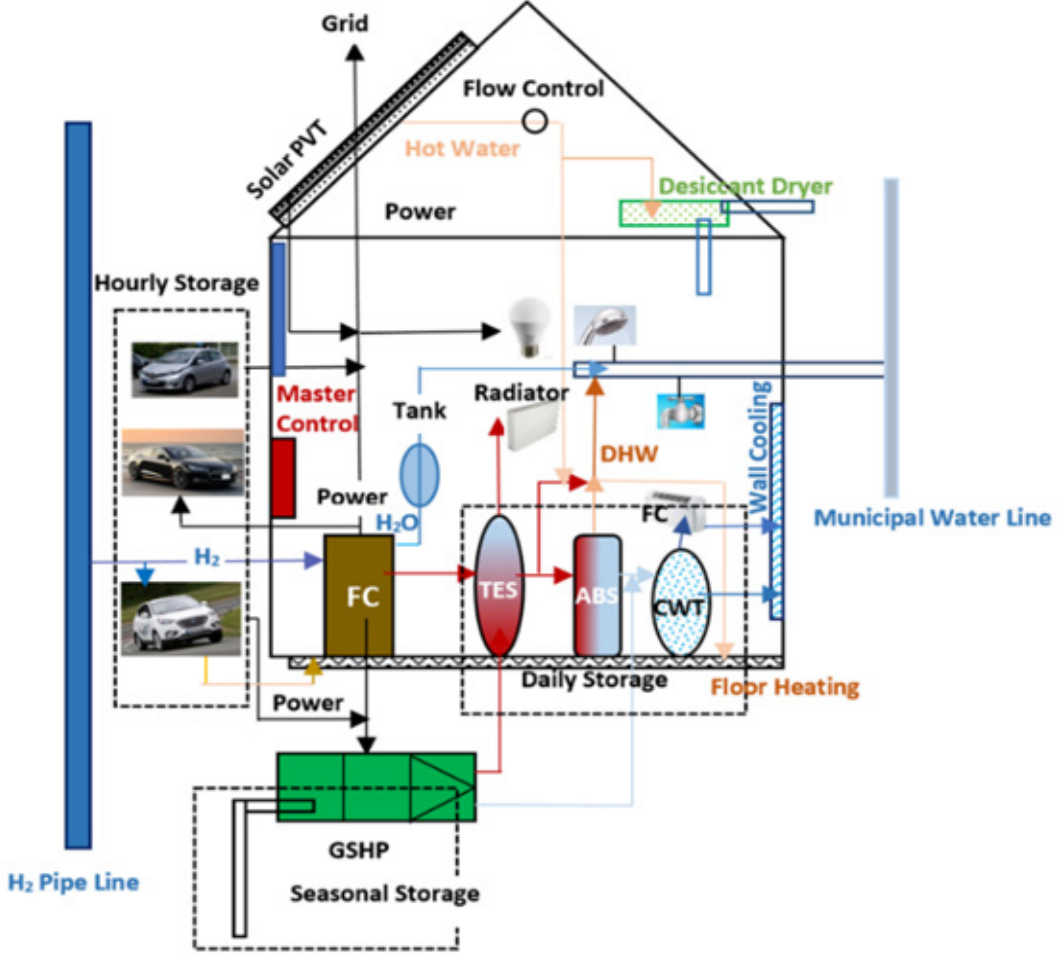 Grid
Flow Control
Solar PVT
Hot Water
Desiccant Dryer
Power
Hourly Storage
Master
Control
Tank
Radiator
Wall Cooling
DHW
Power
H₂O
FC
Municipal Water Line
H₂
FC
TES
ABS
CWT
Daily Storage
Floor Heating
Power
GSHP
H₂ Pipe Line
Seasonal Storage